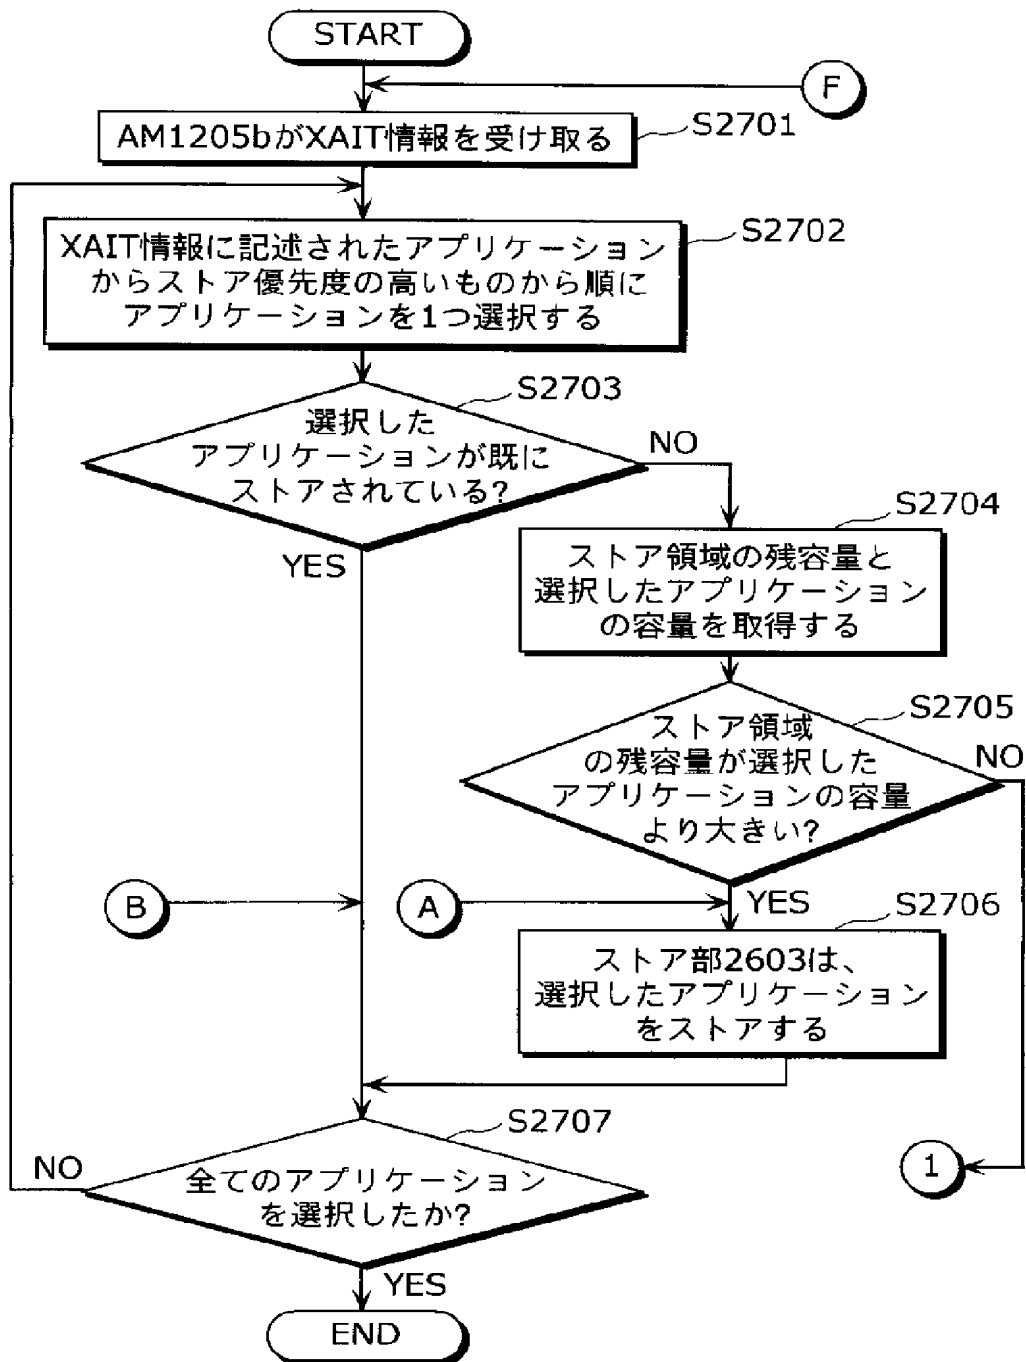 START
F
S2701
AM1205bがXAIT情報を受け取る
S2702
XAIT情報に記述されたアプリケーション
からストア優先度の高いものから順に
アプリケーションを1つ選択する
S2703
選択した
アプリケーションが既に
ストアされている?
NO
YES
S2704
ストア領域の残容量と
選択したアプリケーション
の容量を取得する
S2705
ストア領域
の残容量が選択した
アプリケーションの容量
より大きい?
NO
YES
B
A
S2706
ストア部2603は、
選択したアプリケーション
をストアする
S2707
全てのアプリケーション
を選択したか?
NO
YES
1
END